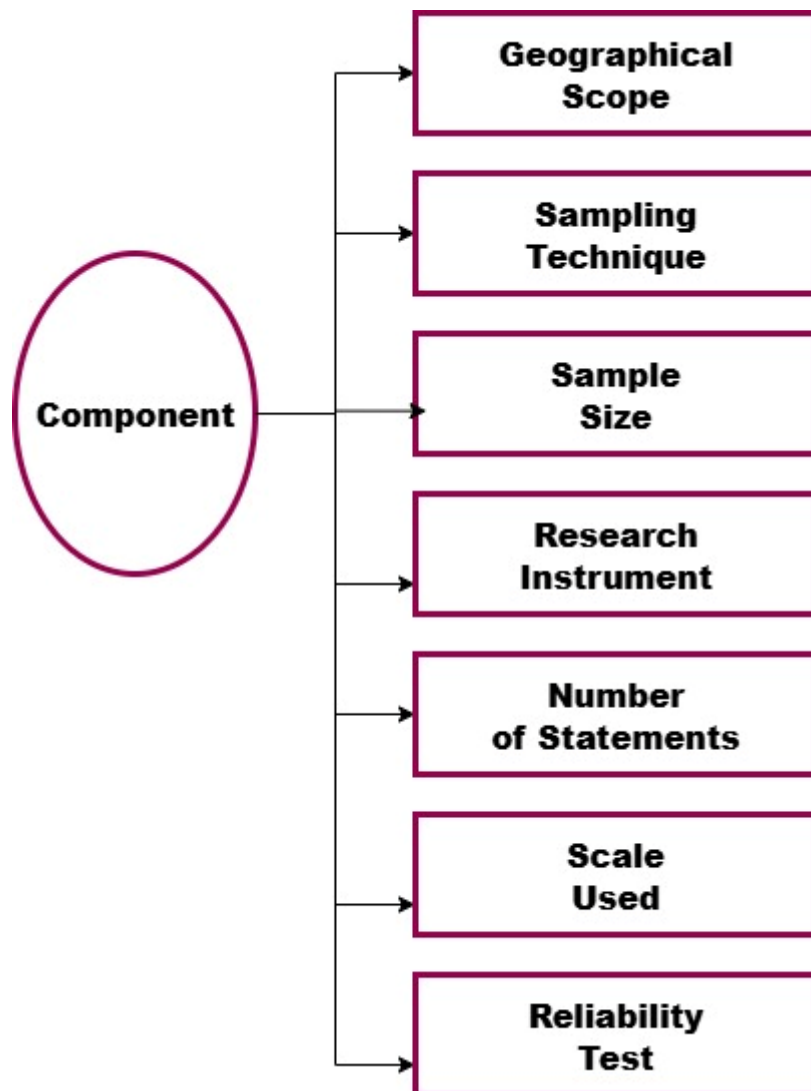 Geographical
Scope
Sampling
Technique
Component
Sample
Size
Research
Instrument
Number
of Statements
Scale
Used
Reliability
Test